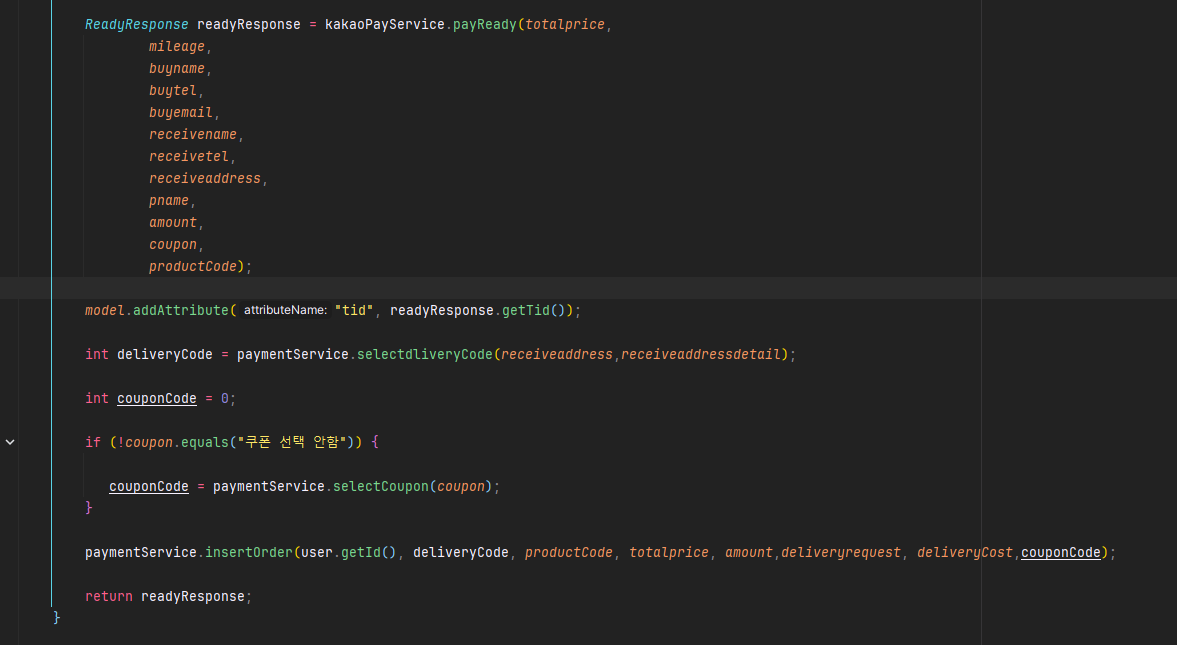 ReadyResponse readyResponse = kakaoPayService.payReady(totalprice,
mileage,
buyname,
buytel,
buyemail,
receivename,
receivetel,
receiveaddress,
pname,
amount,
coupon,
productCode);
model.addAttribute( attributeName: "tid", readyResponse.getTid());
int deliveryCode = paymentService.selectdliveryCode(receiveaddress,receiveaddressdetail);
int couponCode = 0;
if (!coupon.equals("쿠폰 선택 안함")) {
couponCode = paymentService.selectCoupon(coupon);
}
paymentService.insertOrder(user.getId(), deliveryCode, productCode, totalprice, amount,deliveryrequest, deliveryCost,couponCode);
return readyResponse;
}